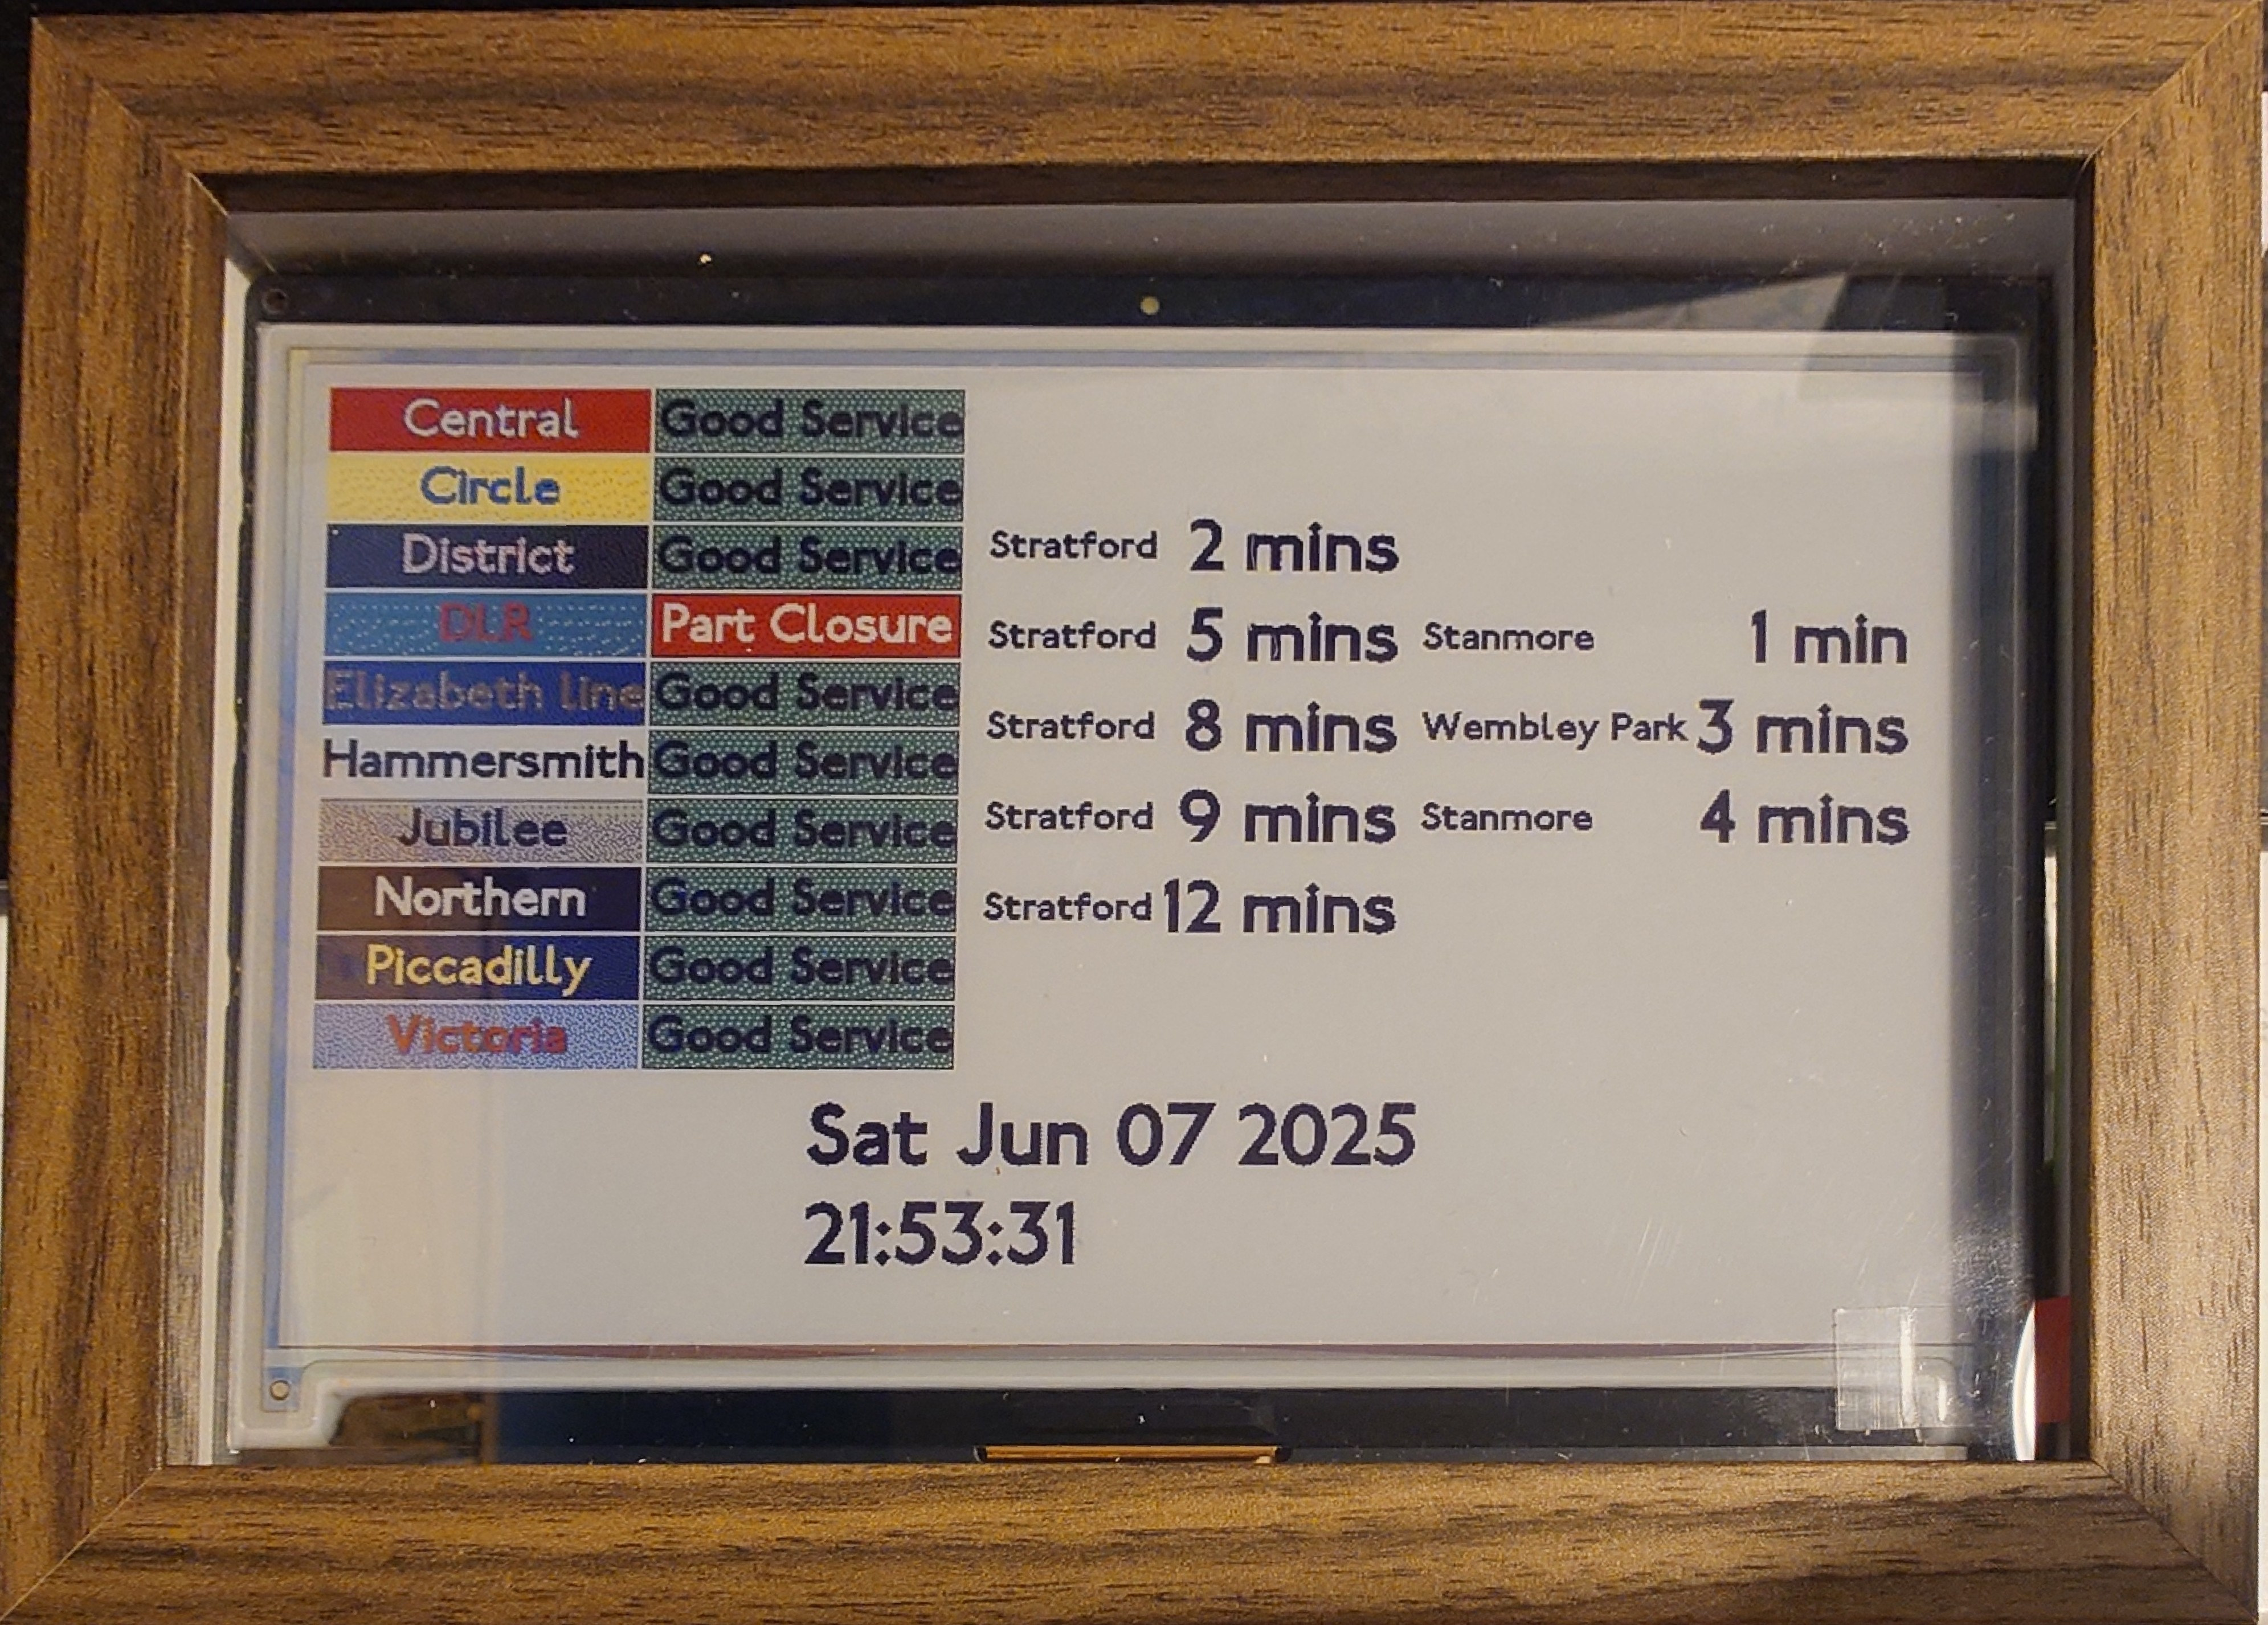 Central Good Service
Circle Good Service
District Good Service
DLR Part Closure
Elizabeth line Good Service
Hammersmith Good Service
Jubilee Good Service
Northern Good Service
Piccadilly Good Service
Victoria Good Service
Stratford 2 mins
Stratford 5 mins
Stratford 8 mins
Stratford 9 mins
Stratford 12 mins
Stanmore 1 min
Wembley Park 3 mins
Stanmore 4 mins
Sat Jun 07 2025
21:53:31